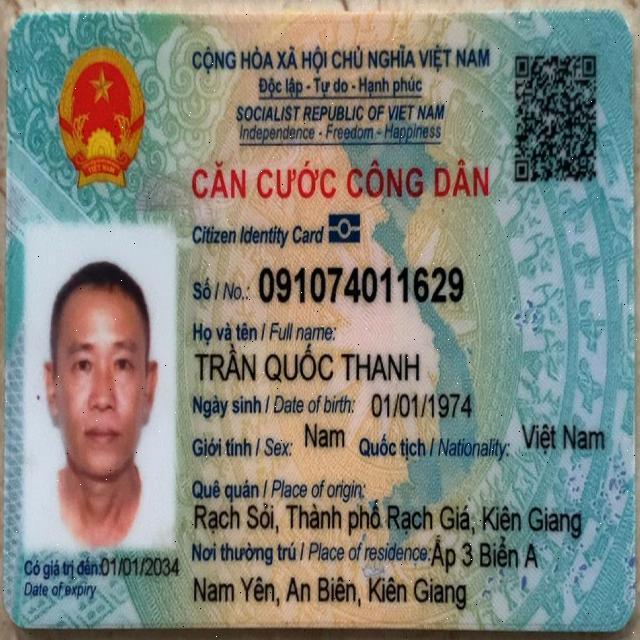 CỘNG HÒA XÃ HỘI CHỦ NGHĨA VIỆT NAM
Độc lập - Tự do - Hạnh phúc
SOCIALIST REPUBLIC OF VIET NAM
Independence - Freedom - Happiness
CĂN CƯỚC CÔNG DÂN
Citizen Identity Card
VIỆT NAM
Số / No.: 091074011629
Họ và tên / Full name:
TRẦN QUỐC THANH
Ngày sinh / Date of birth: 01/01/1974
Giới tính / Sex: Nam Quốc tịch / Nationality: Việt Nam
Quê quán / Place of origin:
Rạch Sỏi, Thành phố Rạch Giá, Kiên Giang
Nơi thường trú / Place of residence: Ấp 3 Biển A
Nam Yên, An Biên, Kiên Giang
Có giá trị đến: 01/01/2034
Date of expiry